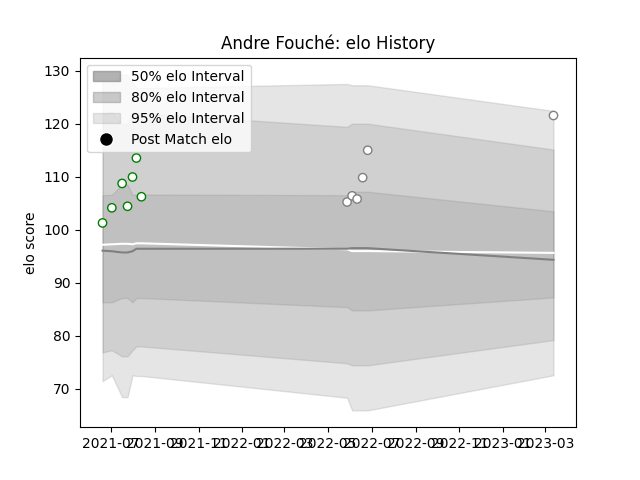 Andre Fouché: elo History
50% elo Interval
80% elo Interval
95% elo Interval
Post Match elo
elo score
130
120
110
100
90
80
70
2021-07 2021-09 2021-11 2022-01 2022-03 2022-05 2022-07 2022-09 2022-11 2023-01 2023-03